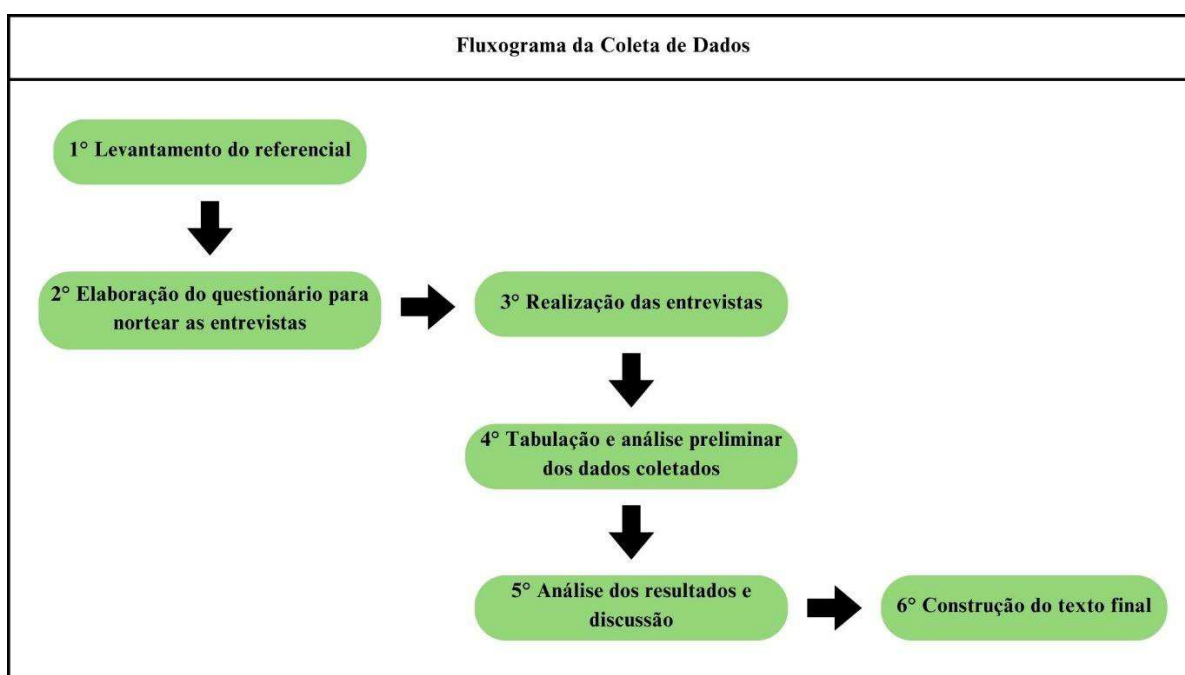 Fluxograma da Coleta de Dados
1° Levantamento do referencial
2° Elaboração do questionário para
nortear as entrevistas
3° Realização das entrevistas
4° Tabulação e análise preliminar
dos dados coletados
5° Análise dos resultados e
discussão
6° Construção do texto final